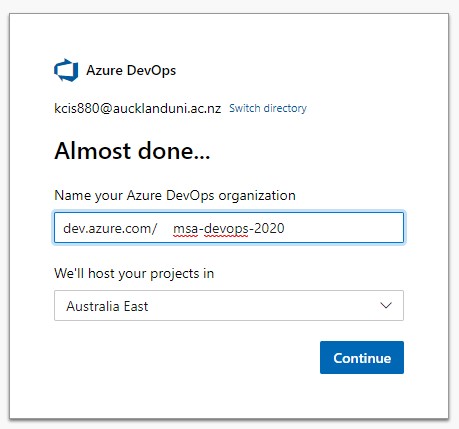 Azure DevOps
kcis880@aucklanduni.ac.nz Switch directory
Almost done...
Name your Azure DevOps organization
dev.azure.com/ msa-devops-2020
We'll host your projects in
Australia East
Continue